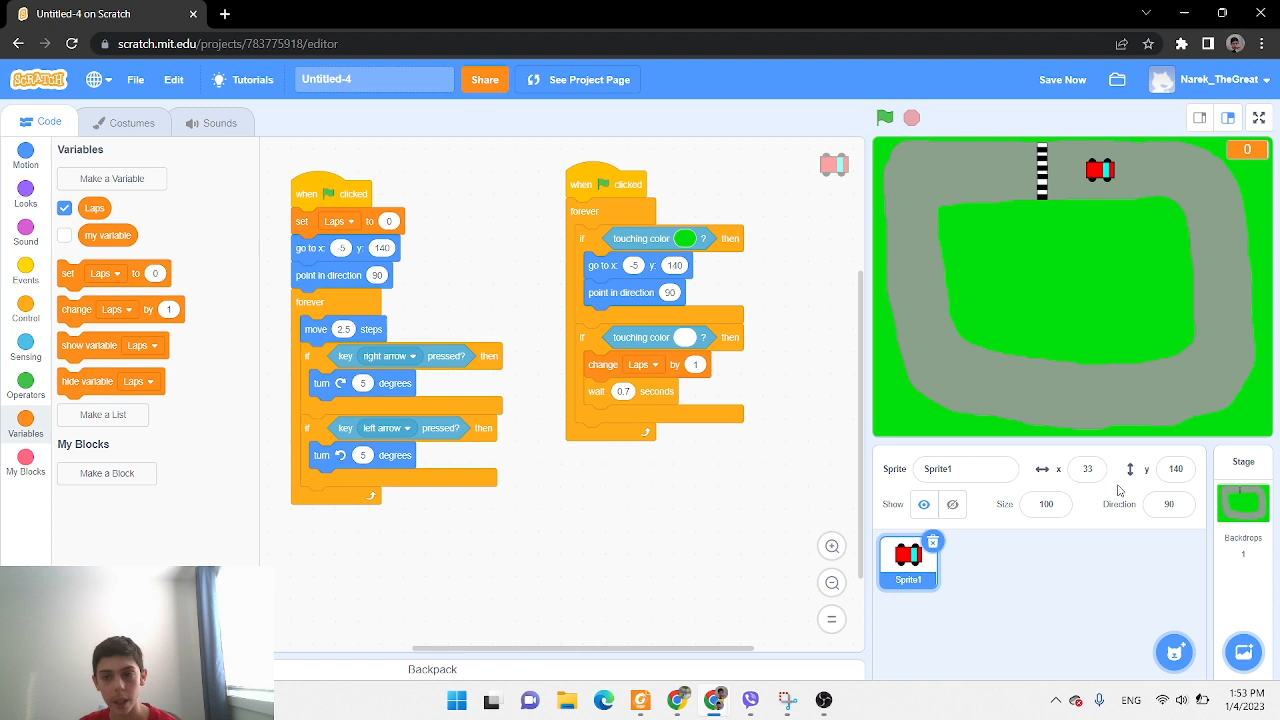 Untitled-4 on Scratch
scratch.mit.edu/projects/783775918/editor
SCRATCH File Edit Tutorials Untitled-4 Share See Project Page Save Now Narek_TheGreat
Code Costumes Sounds
Motion
Looks
Sound
Events
Control
Sensing
Operators
Variables
My Blocks
Variables
Make a Variable
Laps
my variable
set Laps to 0
change Laps by 1
show variable Laps
hide variable Laps
Make a List
My Blocks
Make a Block
when clicked
set Laps to 0
go to x: -5 y: 140
point in direction 90
forever
move 2.5 steps
if key right arrow pressed? then
turn 5 degrees
if key left arrow pressed? then
turn 5 degrees
when clicked
forever
if touching color ? then
go to x: -5 y: 140
point in direction 90
if touching color ? then
change Laps by 1
wait 0.7 seconds
Backpack
0
Sprite Sprite1 x 33 y 140
Show Size 100 Direction 90
Sprite1
Stage
Backdrops
1
ENG
1:53 PM
1/4/2023